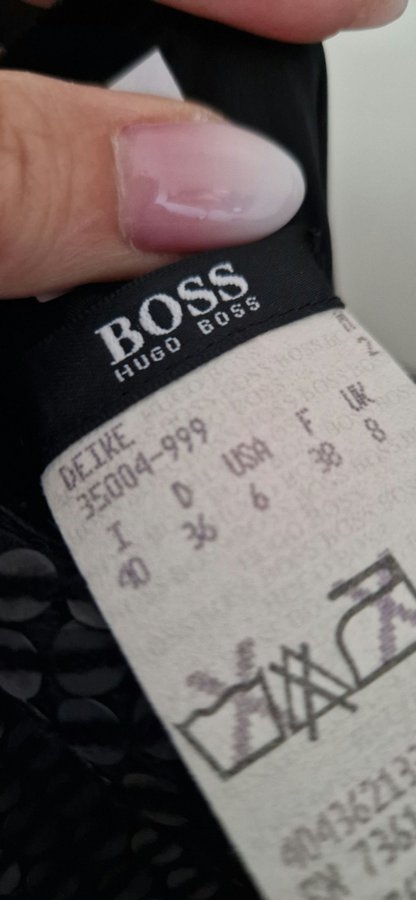 BOSS
HUGO BOSS
DEIKE
35004-999
I D USA F UK
40 36 6 38 8